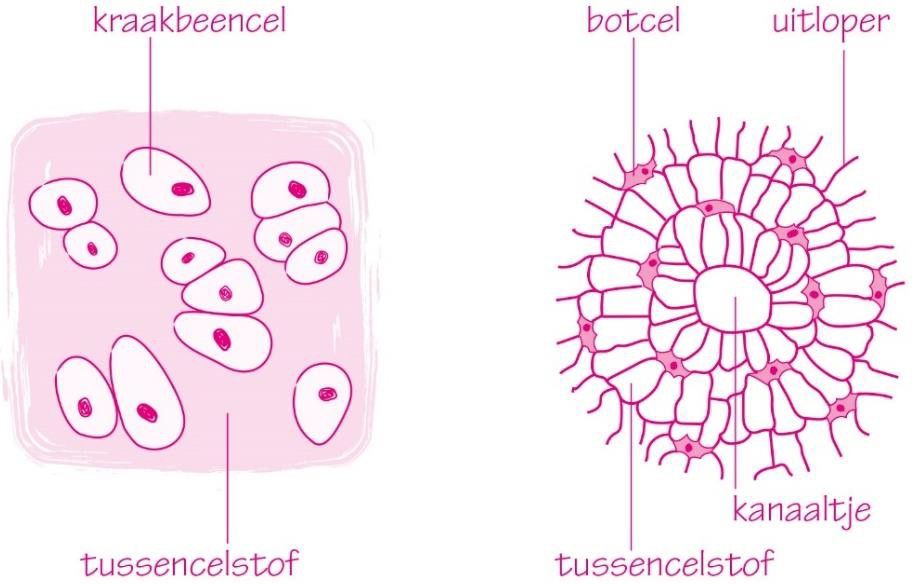 kraakbeencel
botcel
uitloper
kanaaltje
tussencelstof
tussencelstof